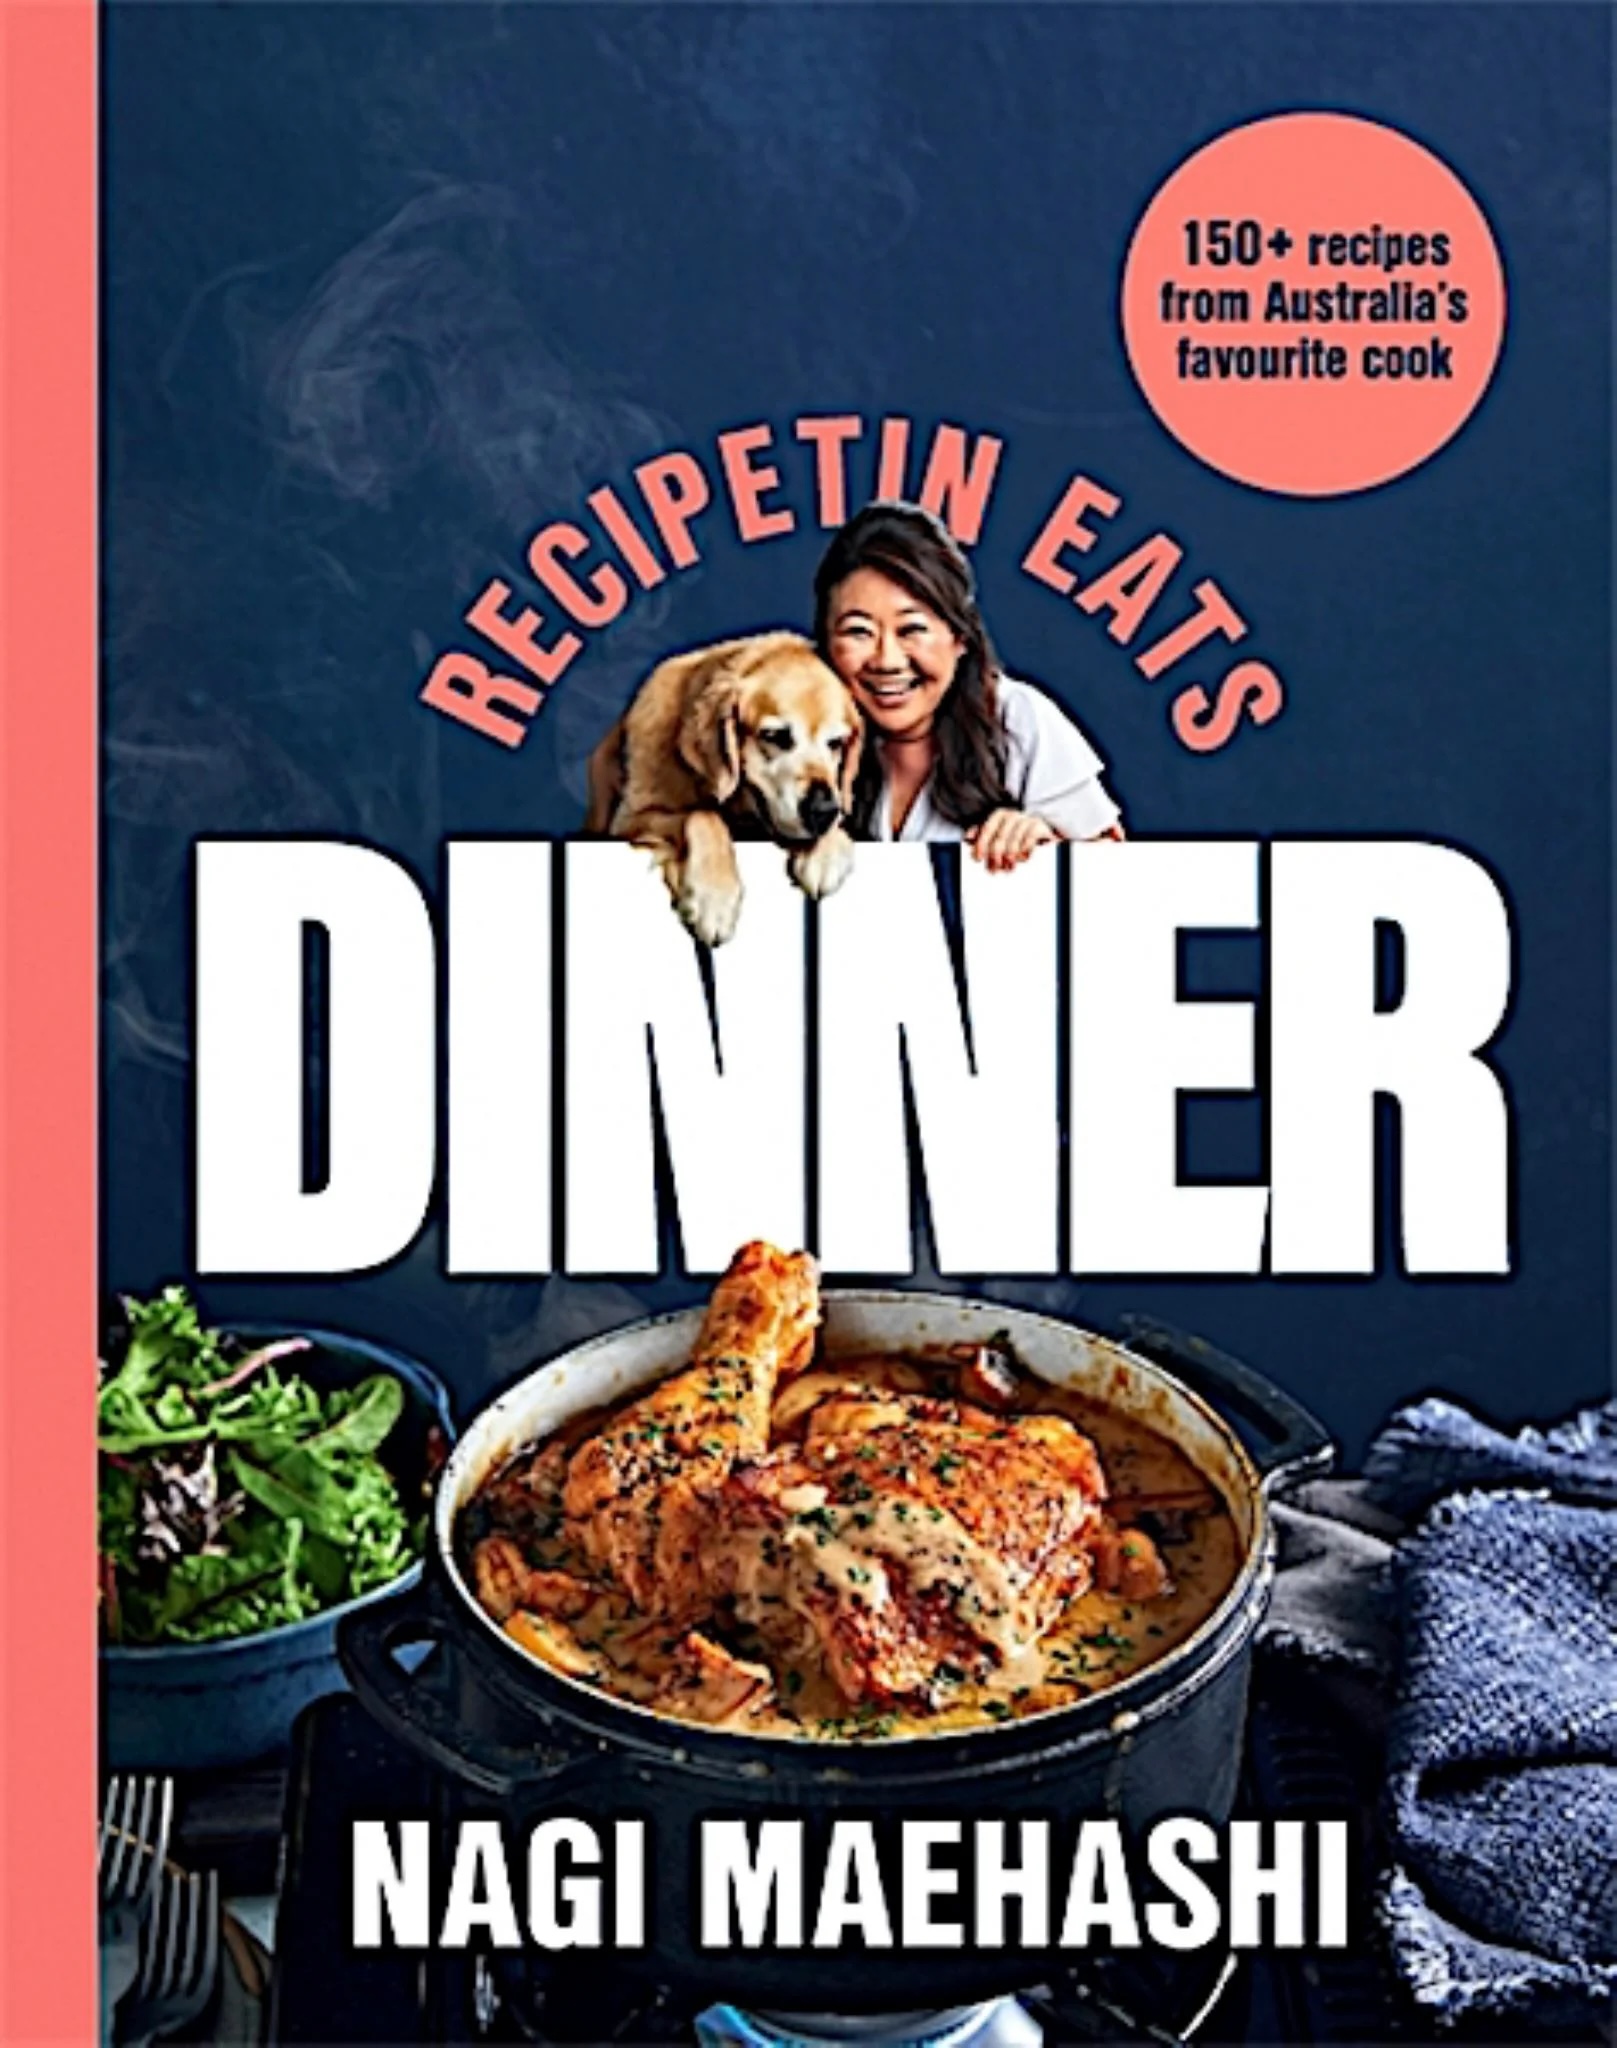 150+ recipes
from Australia's
favourite cook
RECIPETIN EATS
DINNER
NAGI MAEHASHI